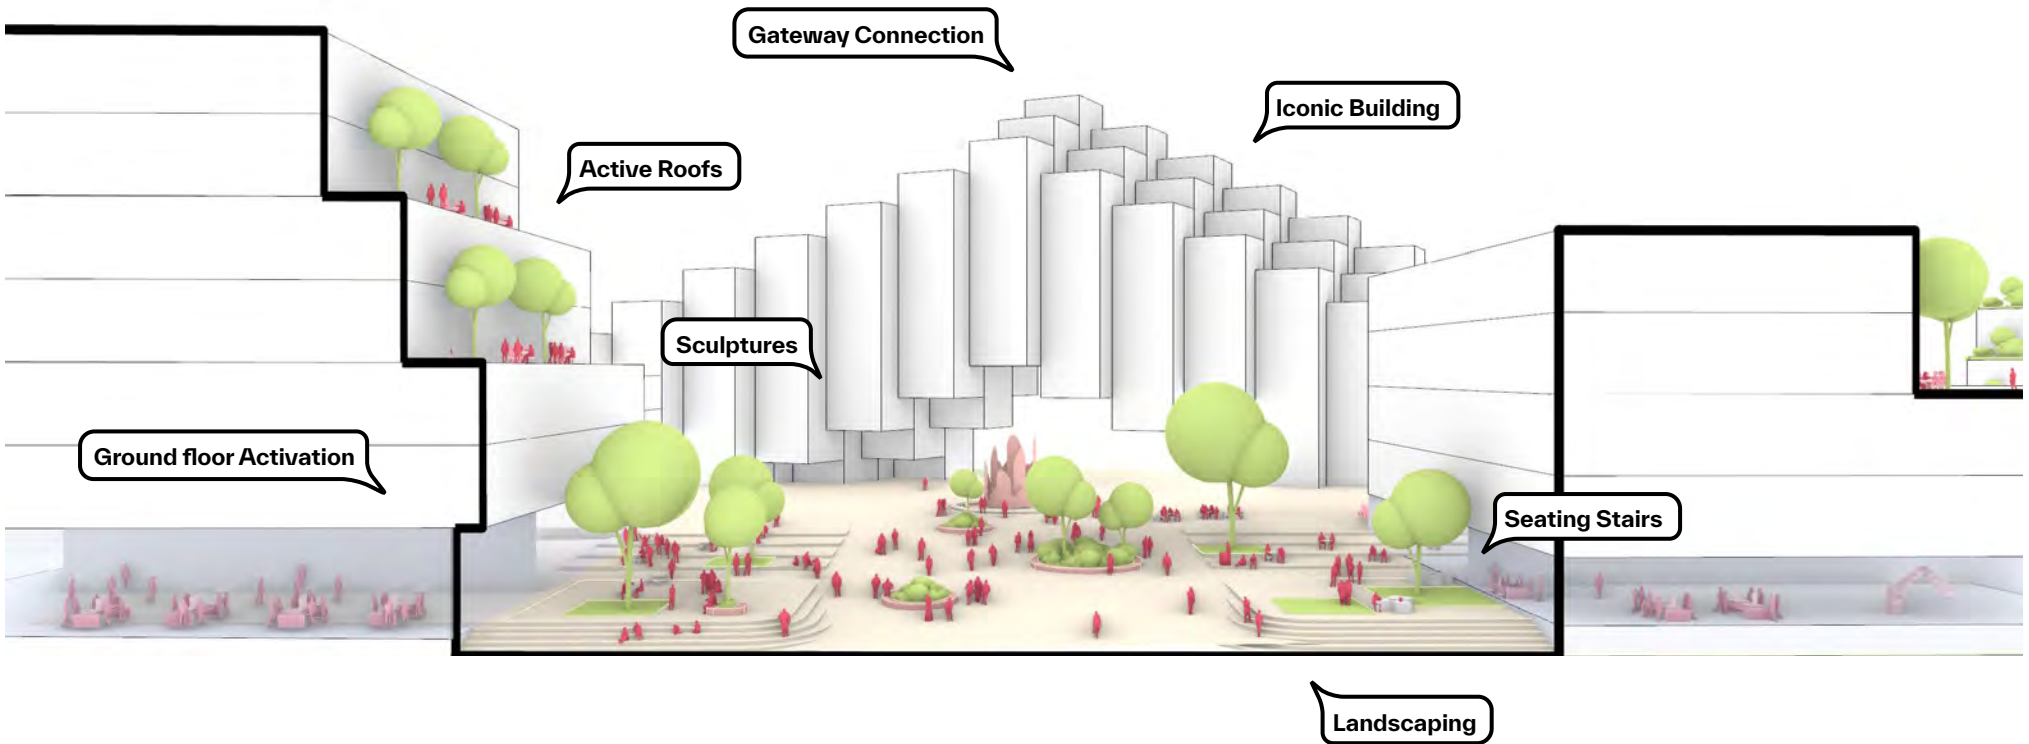 Gateway Connection
Iconic Building
Active Roofs
Sculptures
Ground floor Activation
Seating Stairs
Landscaping